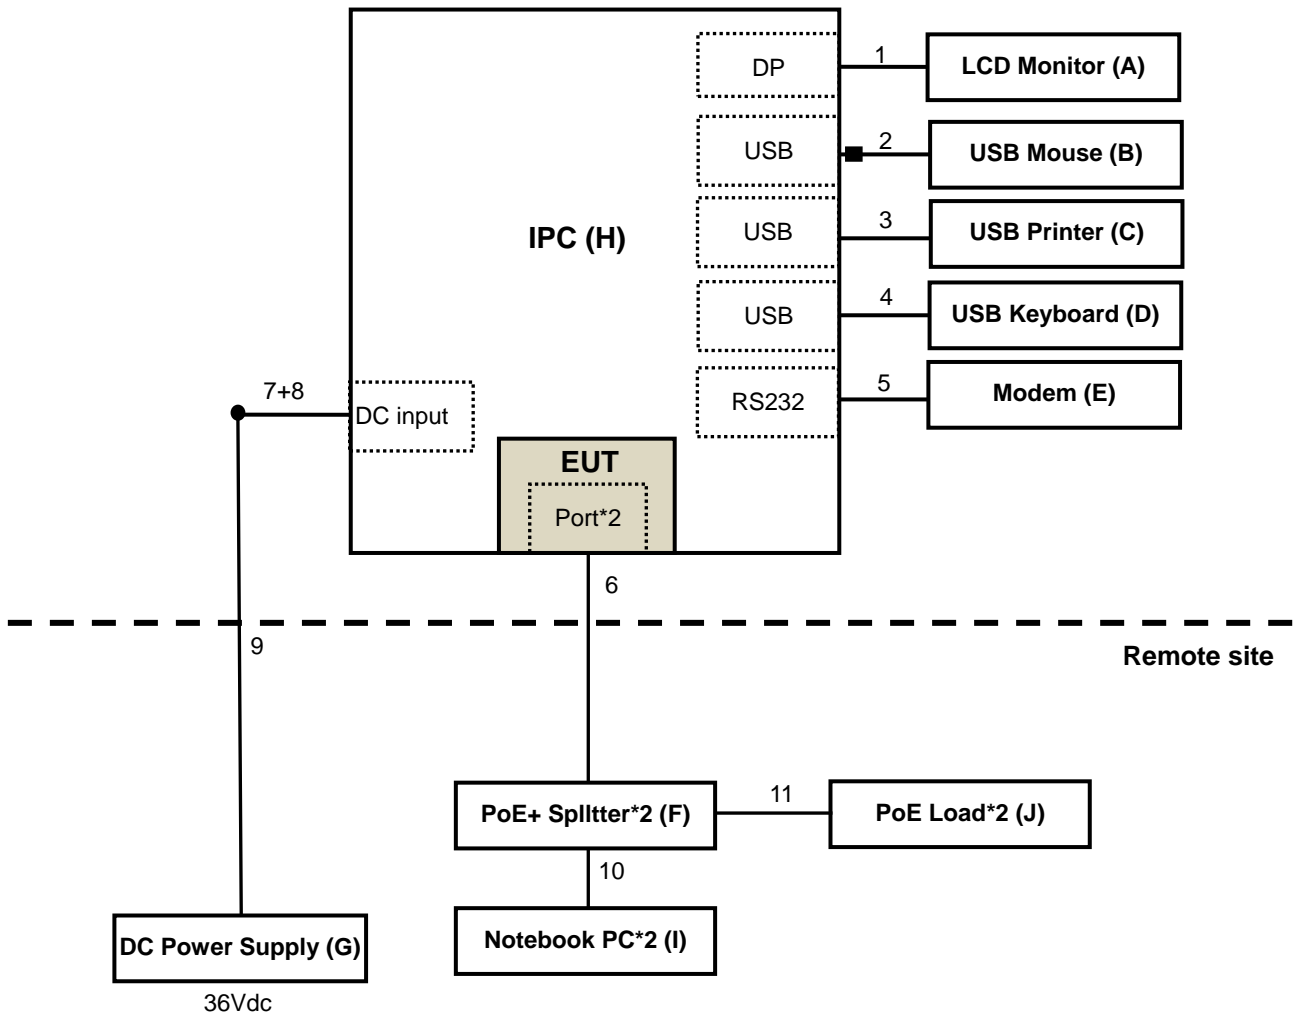 DP
1
LCD Monitor (A)
USB
2
USB Mouse (B)
IPC (H)
USB
3
USB Printer (C)
USB
4
USB Keyboard (D)
7+8
DC input
RS232
5
Modem (E)
EUT
Port*2
6
9
Remote site
PoE+ SplItter*2 (F)
11
PoE Load*2 (J)
10
DC Power Supply (G)
Notebook PC*2 (I)
36Vdc